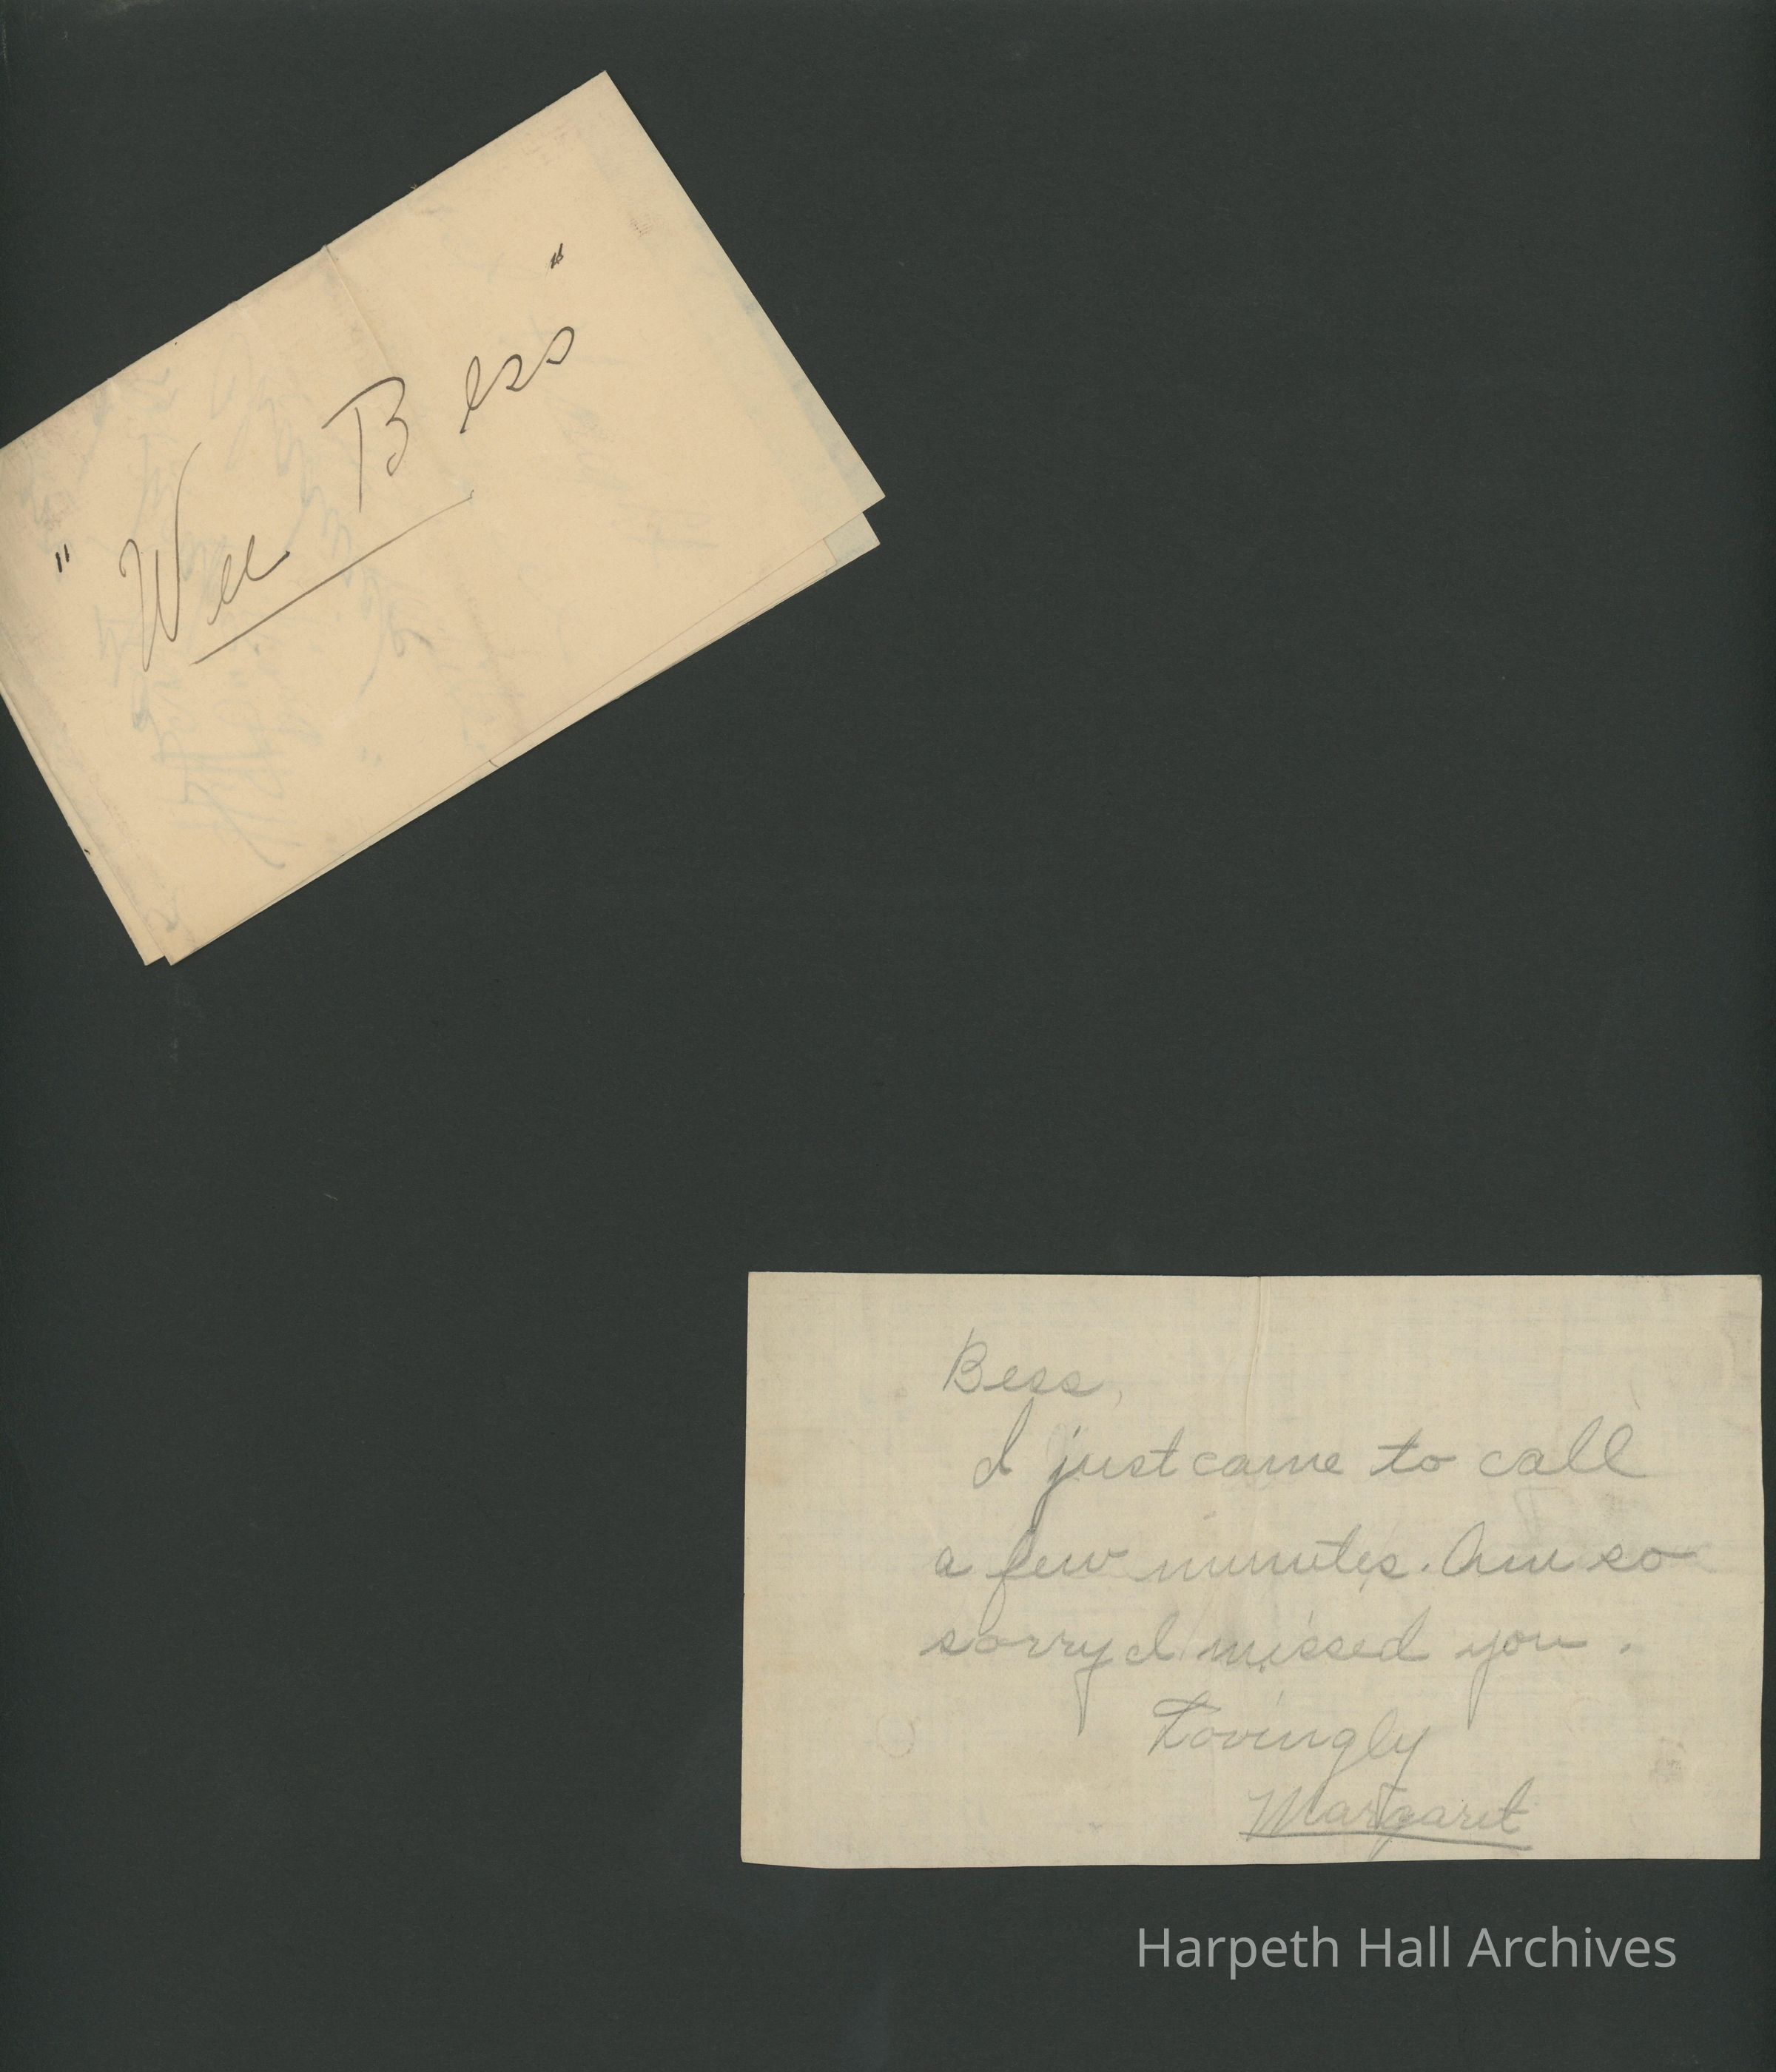 "Wee Bess"
Bess,
I just came to call
a few minutes. Am so
sorry I missed you.
Lovingly
Margaret
Harpeth Hall Archives